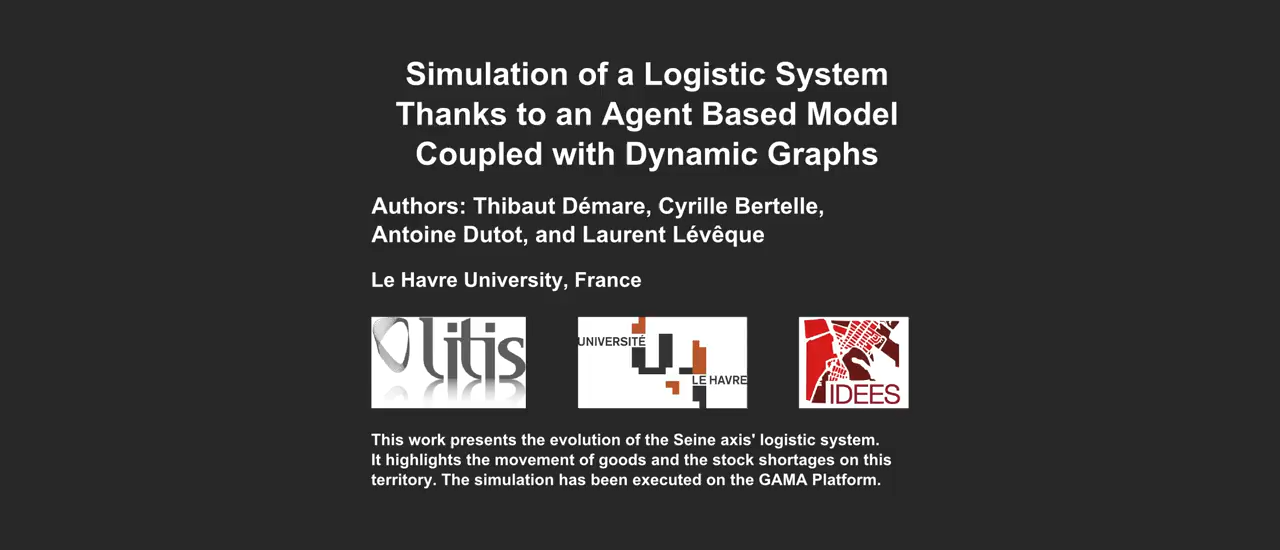 Simulation of a Logistic System
Thanks to an Agent Based Model
Coupled with Dynamic Graphs
Authors: Thibaut Démare, Cyrille Bertelle,
Antoine Dutot, and Laurent Lévêque
Le Havre University, France
litis
UNIVERSITÉ
LE HAVRE
IDEES
This work presents the evolution of the Seine axis' logistic system.
It highlights the movement of goods and the stock shortages on this
territory. The simulation has been executed on the GAMA Platform.